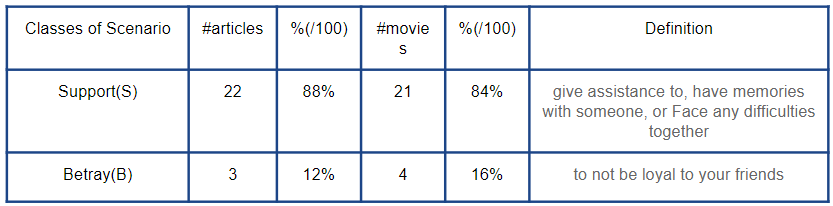 Classes of Scenario #articles %(/100) #movie s %(/100) Definition
Support(S) 22 88% 21 84% give assistance to, have memories
with someone, or Face any difficulties
together
Betray(B) 3 12% 4 16% to not be loyal to your friends